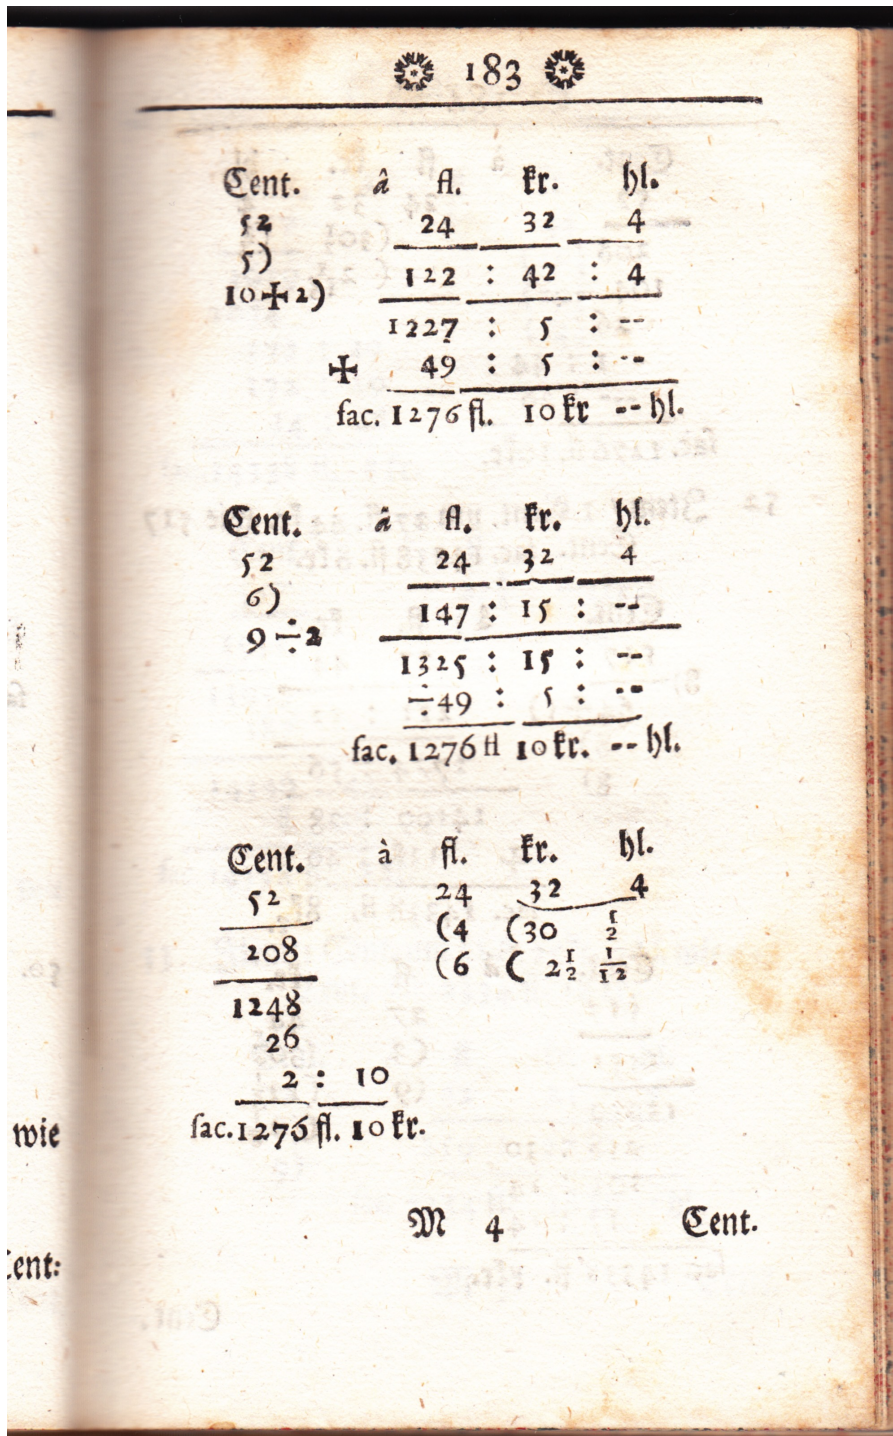 183
Cent. â fl. kr. hl.
52 24 32 4
5)
122 : 42 : 4
10 ✠ 2)
1227 : 5 : --
✠ 49 : 5 : --
fac. 1276 fl. 10 kr -- hl.
Cent. â fl. kr. hl.
52 24 32 4
6)
147 : 15 : --
9 ÷ 2
1325 : 15 : --
÷ 49 : 5 : --
fac. 1276 fl 10 kr. -- hl.
Cent. à fl. kr. hl.
52 24 32 4
(4 (30 1/2
208
(6 ( 2 1/2 1/12
1248
26
2 : 10
fac. 1276 fl. 10 kr.
wie
M 4 Cent.
Cent: